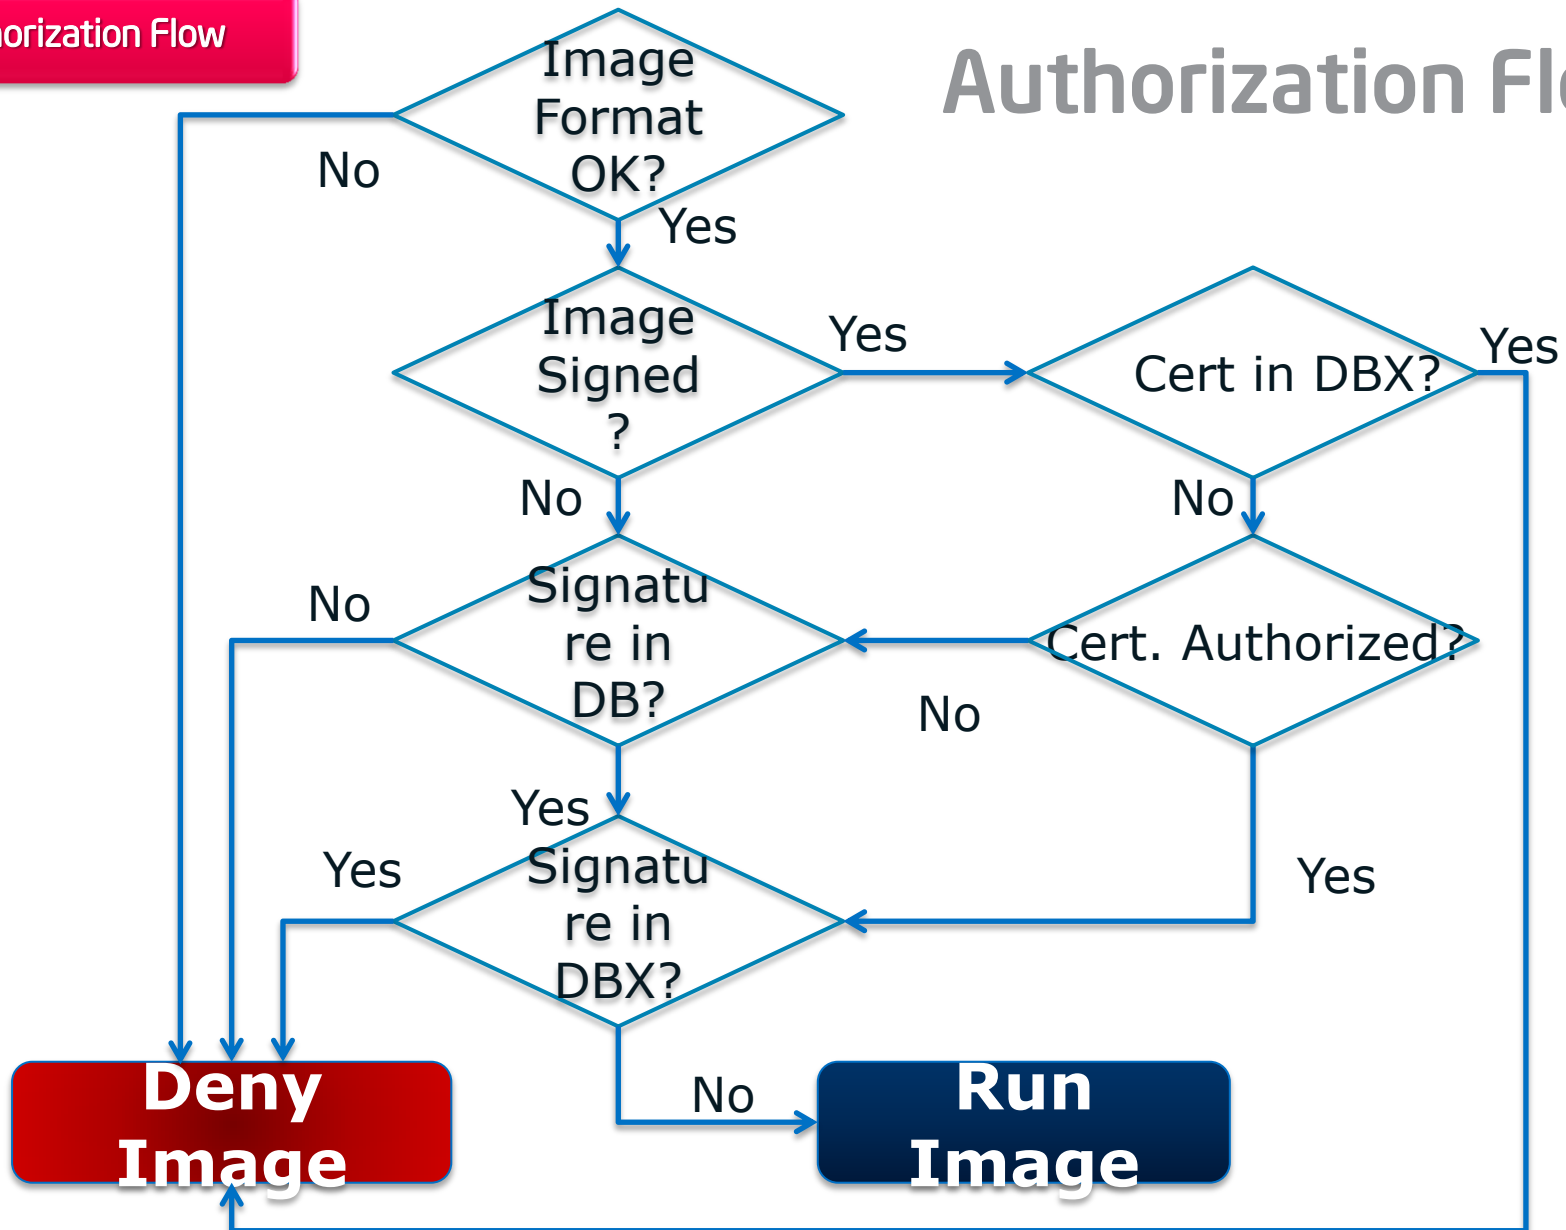 orization Flow
Authorization Flo
Image
Format
OK?
No
Yes
Image
Signed
?
Yes
Cert in DBX?
Yes
No
No
Signatu
re in
DB?
No
Cert. Authorized?
No
Yes
Signatu
re in
DBX?
Yes
Yes
No
Deny
Image
Run
Image